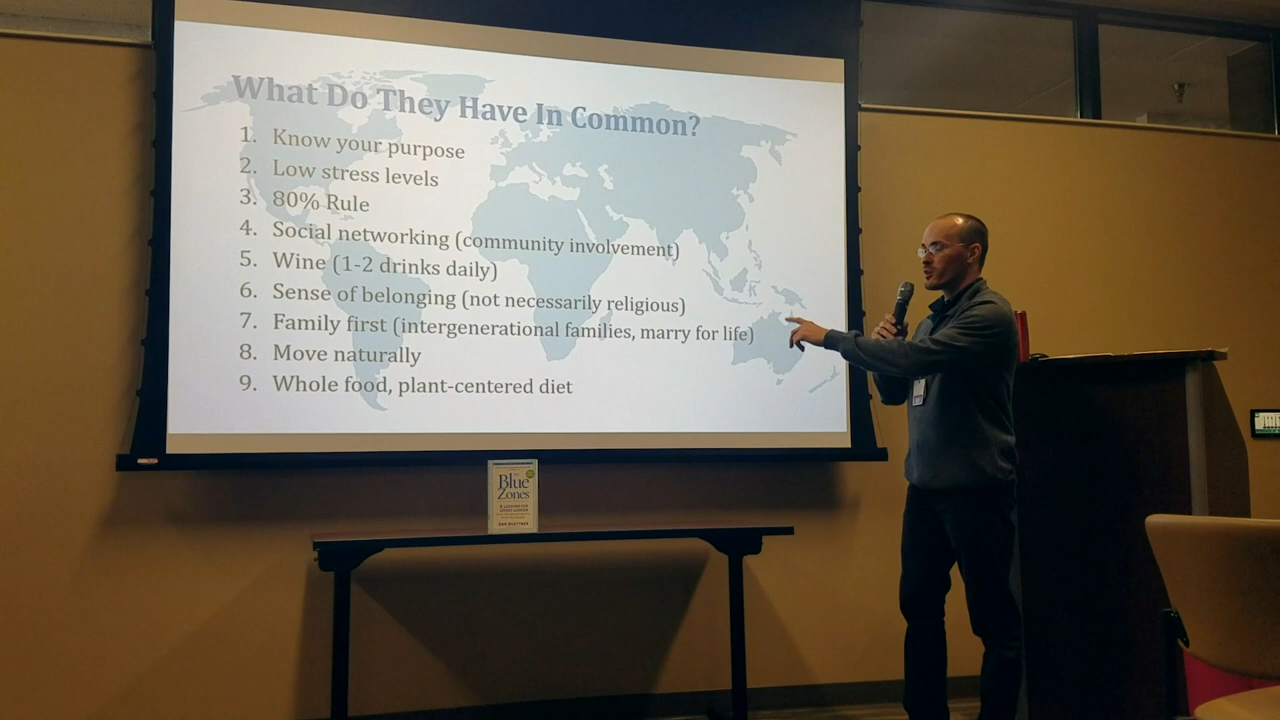 What Do They Have In Common?
1. Know your purpose
2. Low stress levels
3. 80% Rule
4. Social networking (community involvement)
5. Wine (1-2 drinks daily)
6. Sense of belonging (not necessarily religious)
7. Family first (intergenerational families, marry for life)
8. Move naturally
9. Whole food, plant-centered diet
Blue
Zones